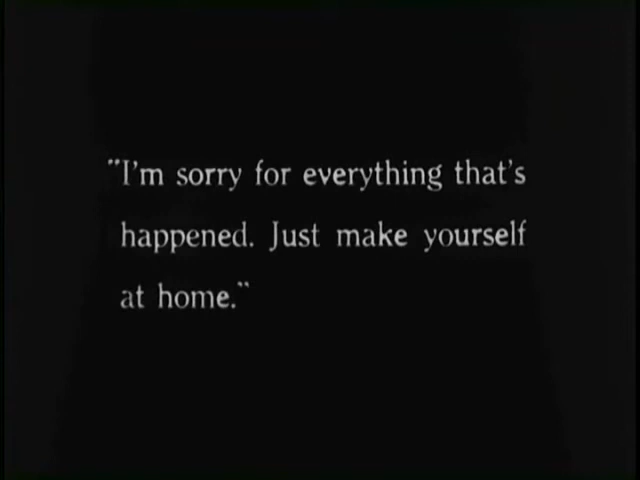 "I'm sorry for everything that's
happened. Just make yourself
at home."